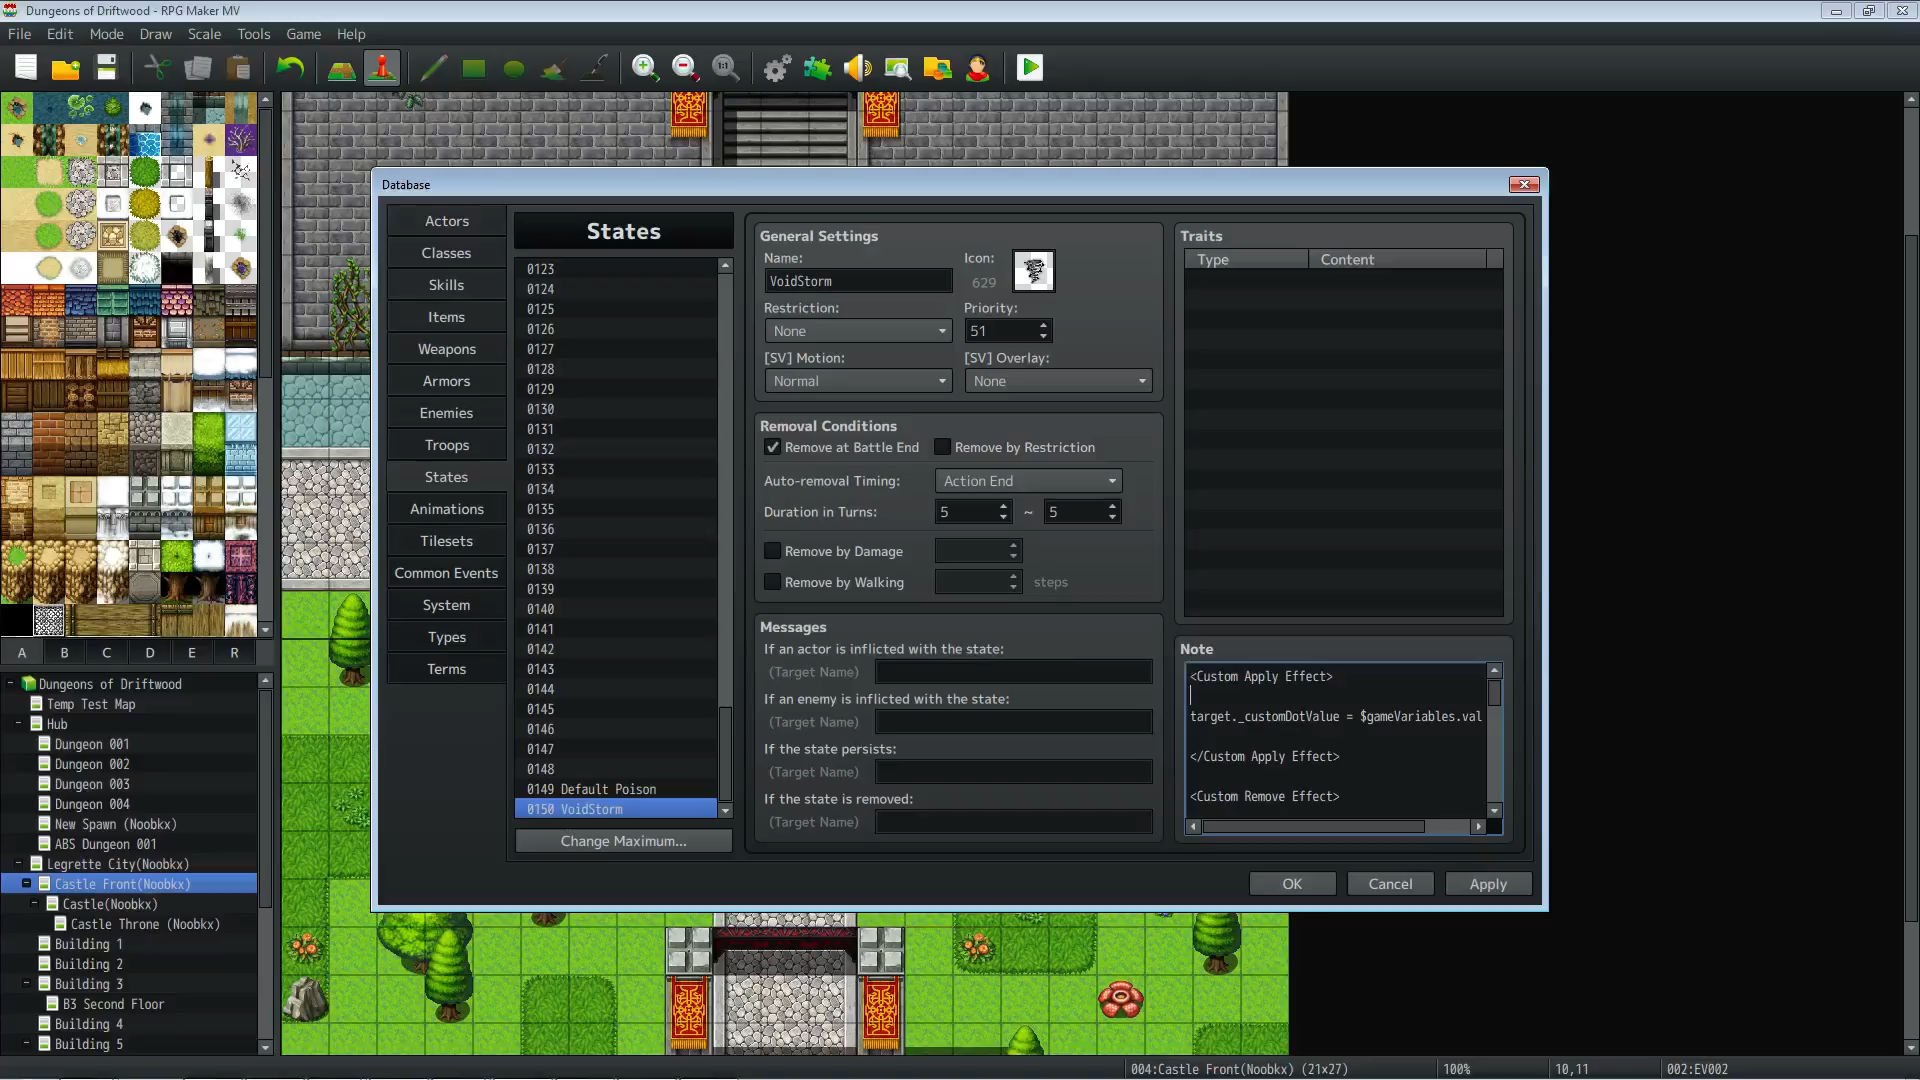 Dungeons of Driftwood - RPG Maker MV
File Edit Mode Draw Scale Tools Game Help
1:1
Database
Actors
Classes
Skills
Items
Weapons
Armors
Enemies
Troops
States
Animations
Tilesets
Common Events
System
Types
Terms
States
0123
0124
0125
0126
0127
0128
0129
0130
0131
0132
0133
0134
0135
0136
0137
0138
0139
0140
0141
0142
0143
0144
0145
0146
0147
0148
0149 Default Poison
0150 VoidStorm
Change Maximum...
General Settings
Name:
VoidStorm
Icon:
629
Restriction:
None
Priority:
51
[SV] Motion:
Normal
[SV] Overlay:
None
Removal Conditions
Remove at Battle End
Remove by Restriction
Auto-removal Timing: Action End
Duration in Turns: 5 ~ 5
Remove by Damage
Remove by Walking steps
Messages
If an actor is inflicted with the state:
(Target Name)
If an enemy is inflicted with the state:
(Target Name)
If the state persists:
(Target Name)
If the state is removed:
(Target Name)
Traits
Type Content
Note
<Custom Apply Effect>
target._customDotValue = $gameVariables.val
</Custom Apply Effect>
<Custom Remove Effect>
OK Cancel Apply
A B C D E R
Dungeons of Driftwood
Temp Test Map
Hub
Dungeon 001
Dungeon 002
Dungeon 003
Dungeon 004
New Spawn (Noobkx)
ABS Dungeon 001
Legrette City(Noobkx)
Castle Front(Noobkx)
Castle(Noobkx)
Castle Throne (Noobkx)
Building 1
Building 2
Building 3
B3 Second Floor
Building 4
Building 5
004:Castle Front(Noobkx) (21x27) 100% 10,11 002:EV002